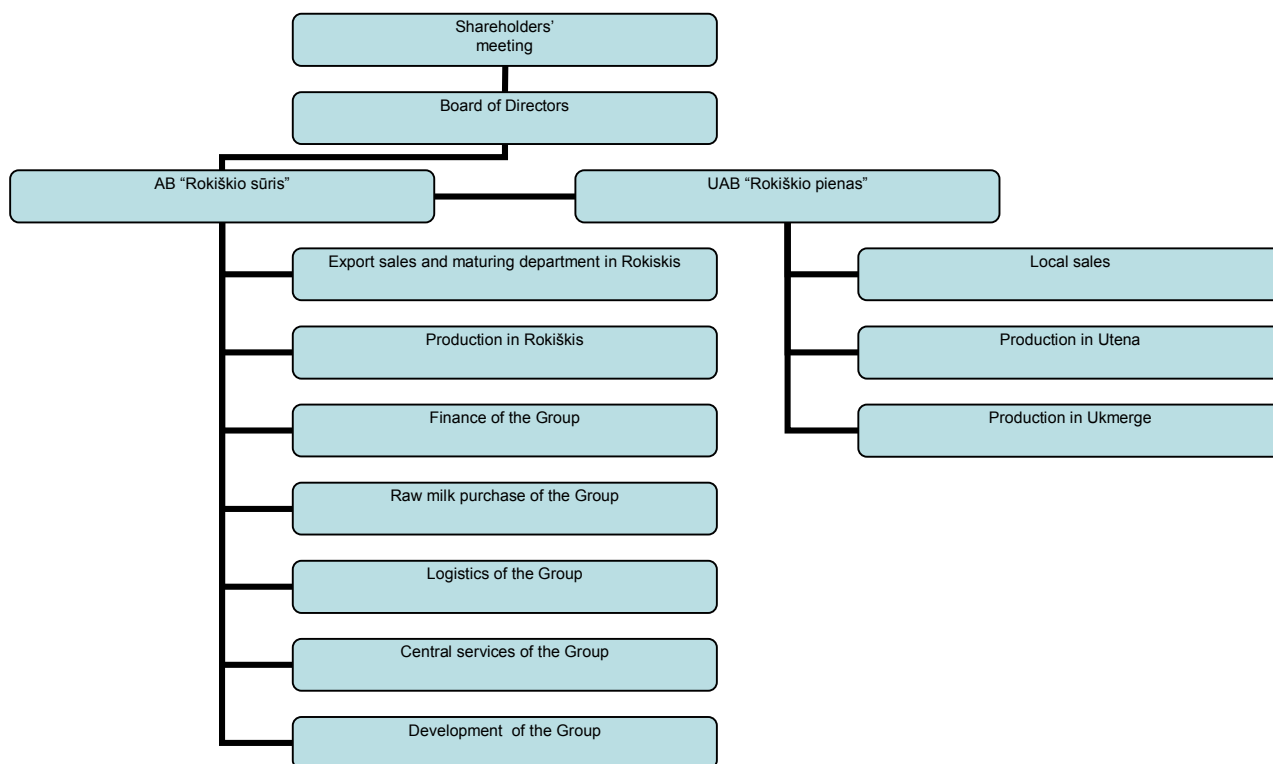 Shareholders’
meeting
Board of Directors
AB “Rokiškio sūris”
UAB “Rokiškio pienas”
Export sales and maturing department in Rokiskis
Local sales
Production in Rokiškis
Production in Utena
Finance of the Group
Production in Ukmerge
Raw milk purchase of the Group
Logistics of the Group
Central services of the Group
Development  of the Group